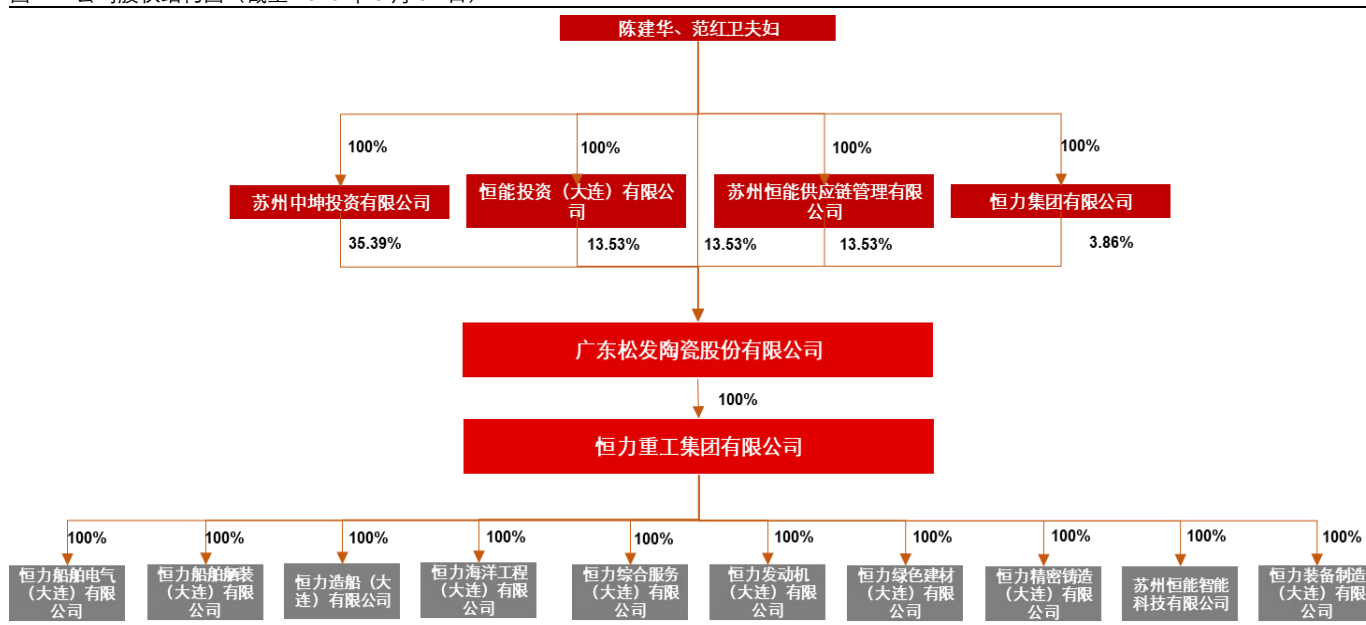 陈建华、范红卫夫妇
100%
100%
100%
100%
苏州中坤投资有限公司
恒能投资（大连）有限公
司
苏州恒能供应链管理有限
公司
恒力集团有限公司
35.39%
13.53%
13.53%
13.53%
3.86%
广东松发陶瓷股份有限公司
100%
恒力重工集团有限公司
100%
100%
100%
100%
100%
100%
100%
100%
100%
100%
恒力船舶电气
（大连）有限
公司
恒力船舶舾装
（大连）有限
公司
恒力造船（大
连）有限公司
恒力海洋工程
（大连）有限
公司
恒力综合服务
（大连）有限
公司
恒力发动机
（大连）有限
公司
恒力绿色建材
（大连）有限
公司
恒力精密铸造
（大连）有限
公司
苏州恒能智能
科技有限公司
恒力装备制造
（大连）有限
公司